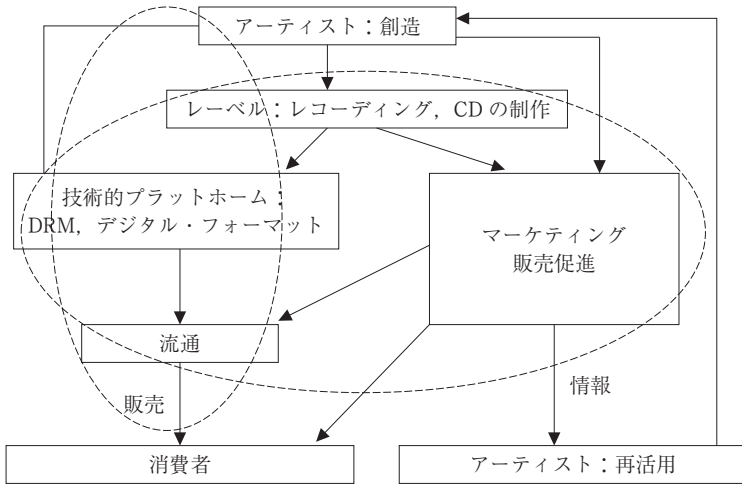 アーティスト：創造
レーベル：レコーディング，CD の制作
技術的プラットホーム：
DRM，デジタル・フォーマット
マーケティング
販売促進
流通
販売
情報
消費者
アーティスト：再活用